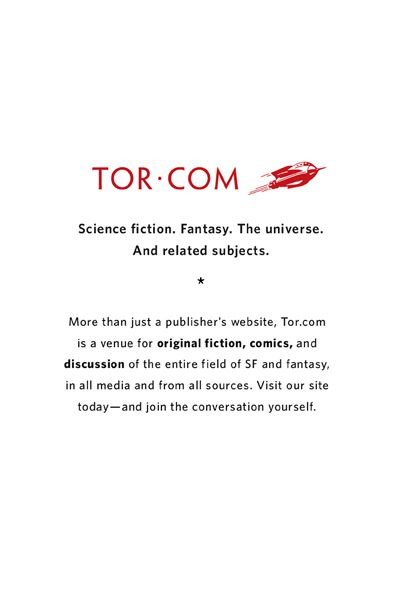 TOR·COM
Science fiction. Fantasy. The universe.
And related subjects.
*
More than just a publisher's website, Tor.com
is a venue for original fiction, comics, and
discussion of the entire field of SF and fantasy,
in all media and from all sources. Visit our site
today—and join the conversation yourself.